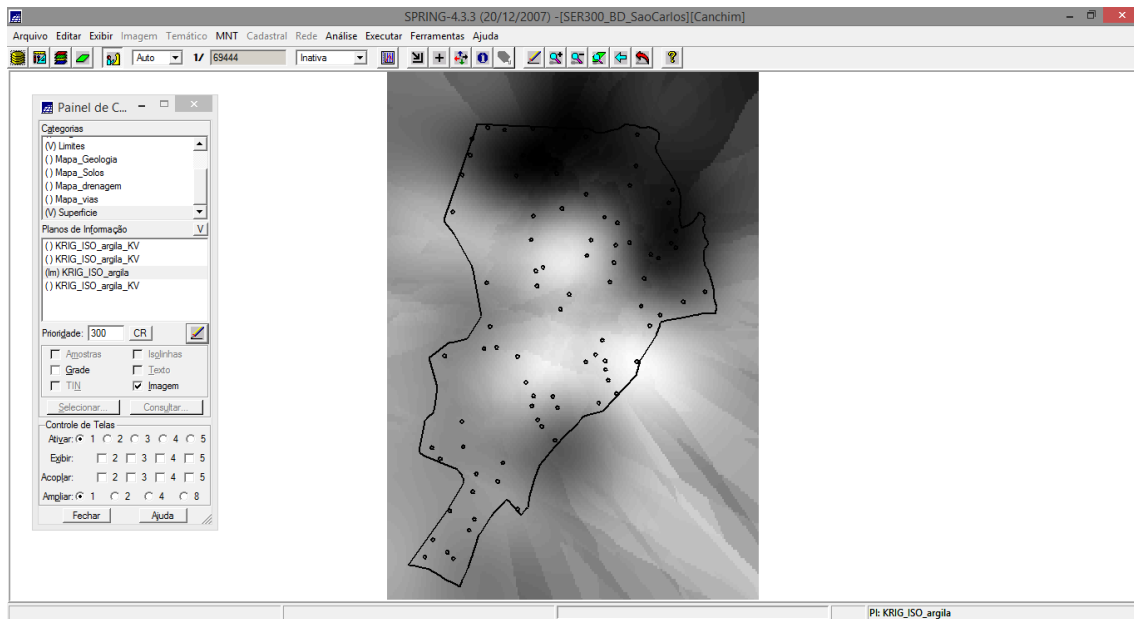 SPRING-4.3.3 (20/12/2007) -[SER300_BD_SaoCarlos][Canchim]
Arquivo Editar Exibir Imagem Temático MNT Cadastral Rede Análise Executar Ferramentas Ajuda
Auto 1/ 69444 Inativa
Painel de C...
Categorias
(V) Limites
( ) Mapa_Geologia
( ) Mapa_Solos
( ) Mapa_drenagem
( ) Mapa_vias
(V) Superficie
Planos de Informação V
( ) KRIG_ISO_argila_KV
( ) KRIG_ISO_argila_KV
(Im) KRIG_ISO_argila
( ) KRIG_ISO_argila_KV
Prioridade: 300 CR
Amostras Isolinhas
Grade Texto
TIN Imagem
Selecionar... Consultar...
Controle de Telas
Ativar: 1 2 3 4 5
Exibir: 2 3 4 5
Acoplar: 2 3 4 5
Ampliar: 1 2 4 8
Fechar Ajuda
PI: KRIG_ISO_argila